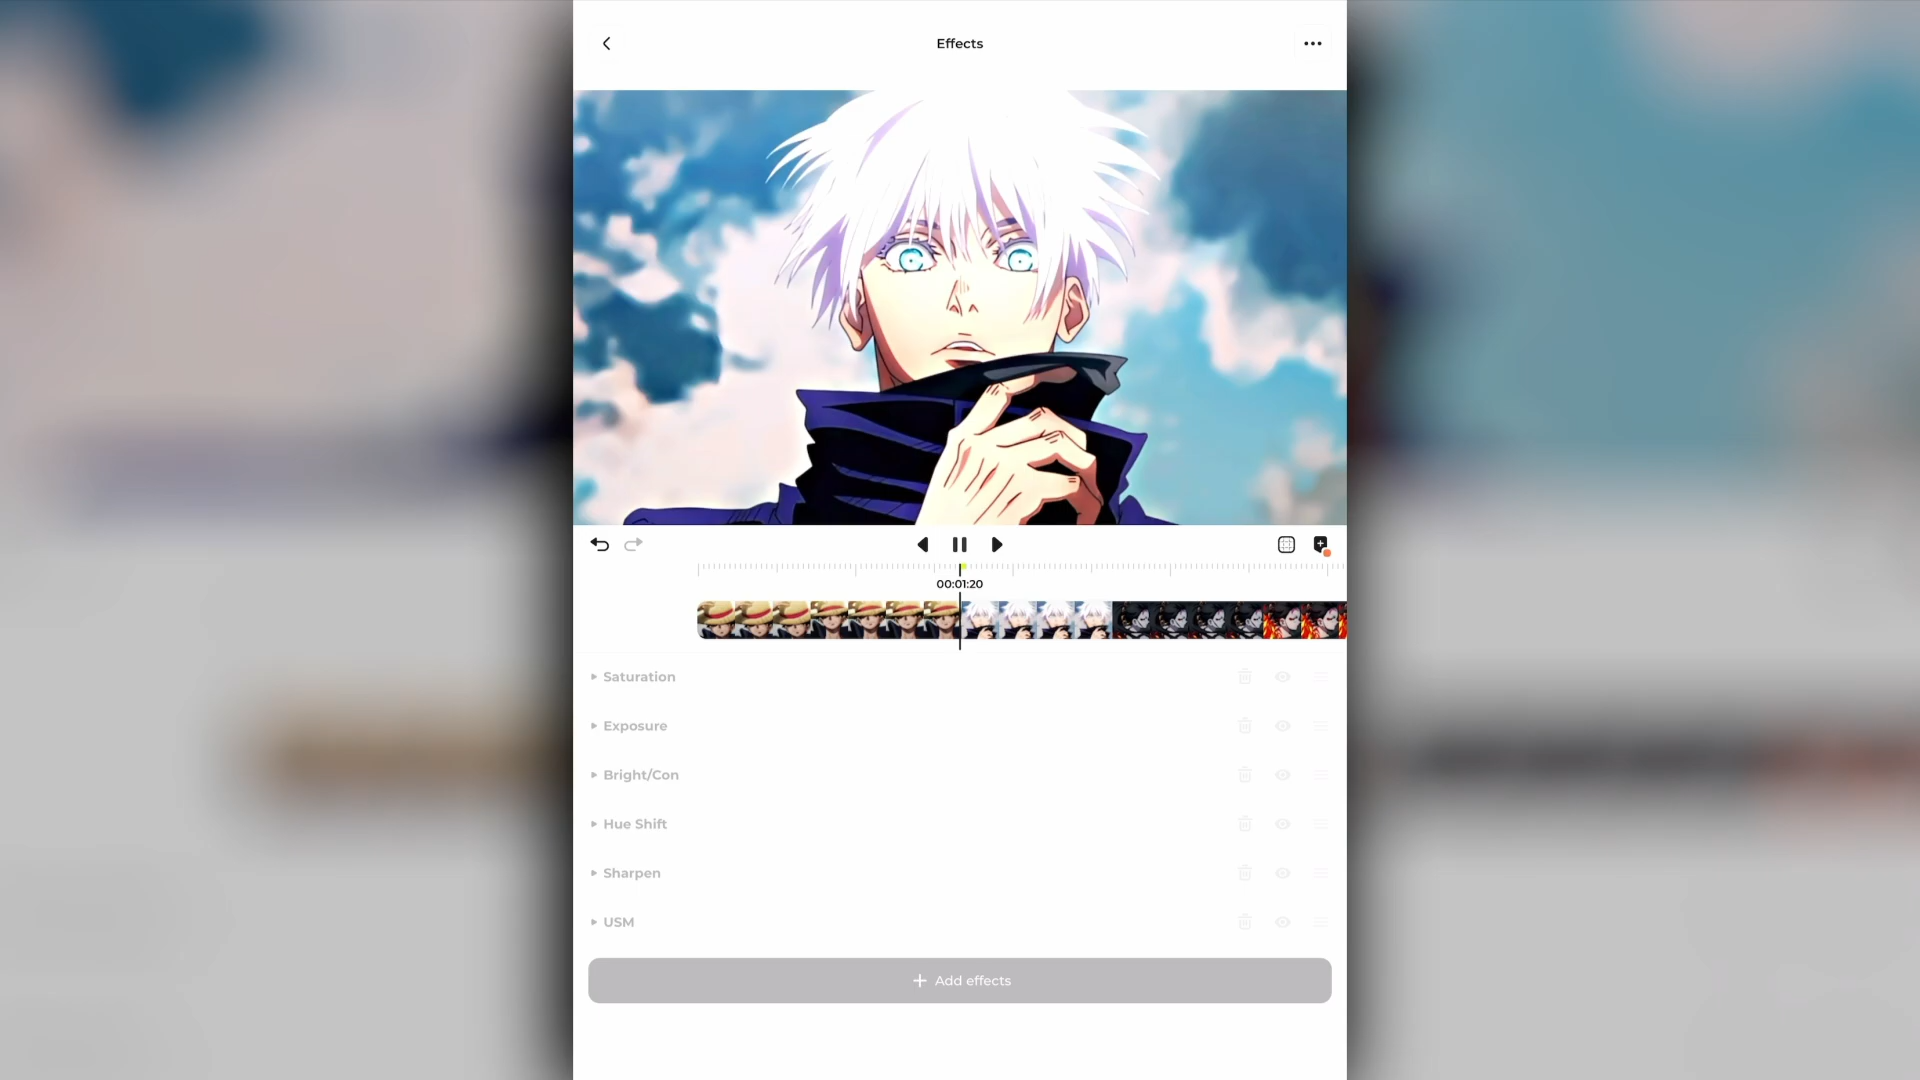 Effects
00:01:20
Saturation
Exposure
Bright/Con
Hue Shift
Sharpen
USM
Add effects